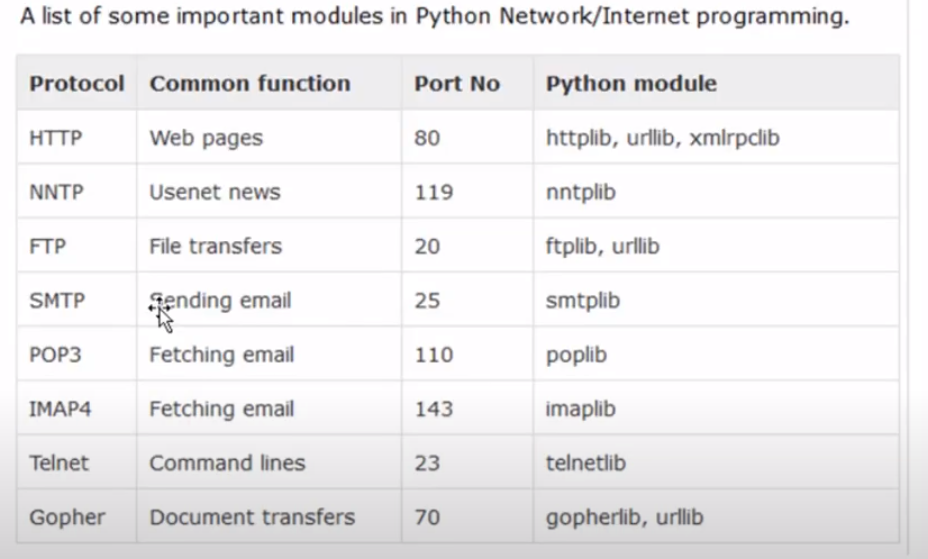 A list of some important modules in Python Network/Internet programming.
Protocol Common function Port No Python module
HTTP Web pages 80 httplib, urllib, xmlrpclib
NNTP Usenet news 119 nntplib
FTP File transfers 20 ftplib, urllib
SMTP Sending email 25 smtplib
POP3 Fetching email 110 poplib
IMAP4 Fetching email 143 imaplib
Telnet Command lines 23 telnetlib
Gopher Document transfers 70 gopherlib, urllib